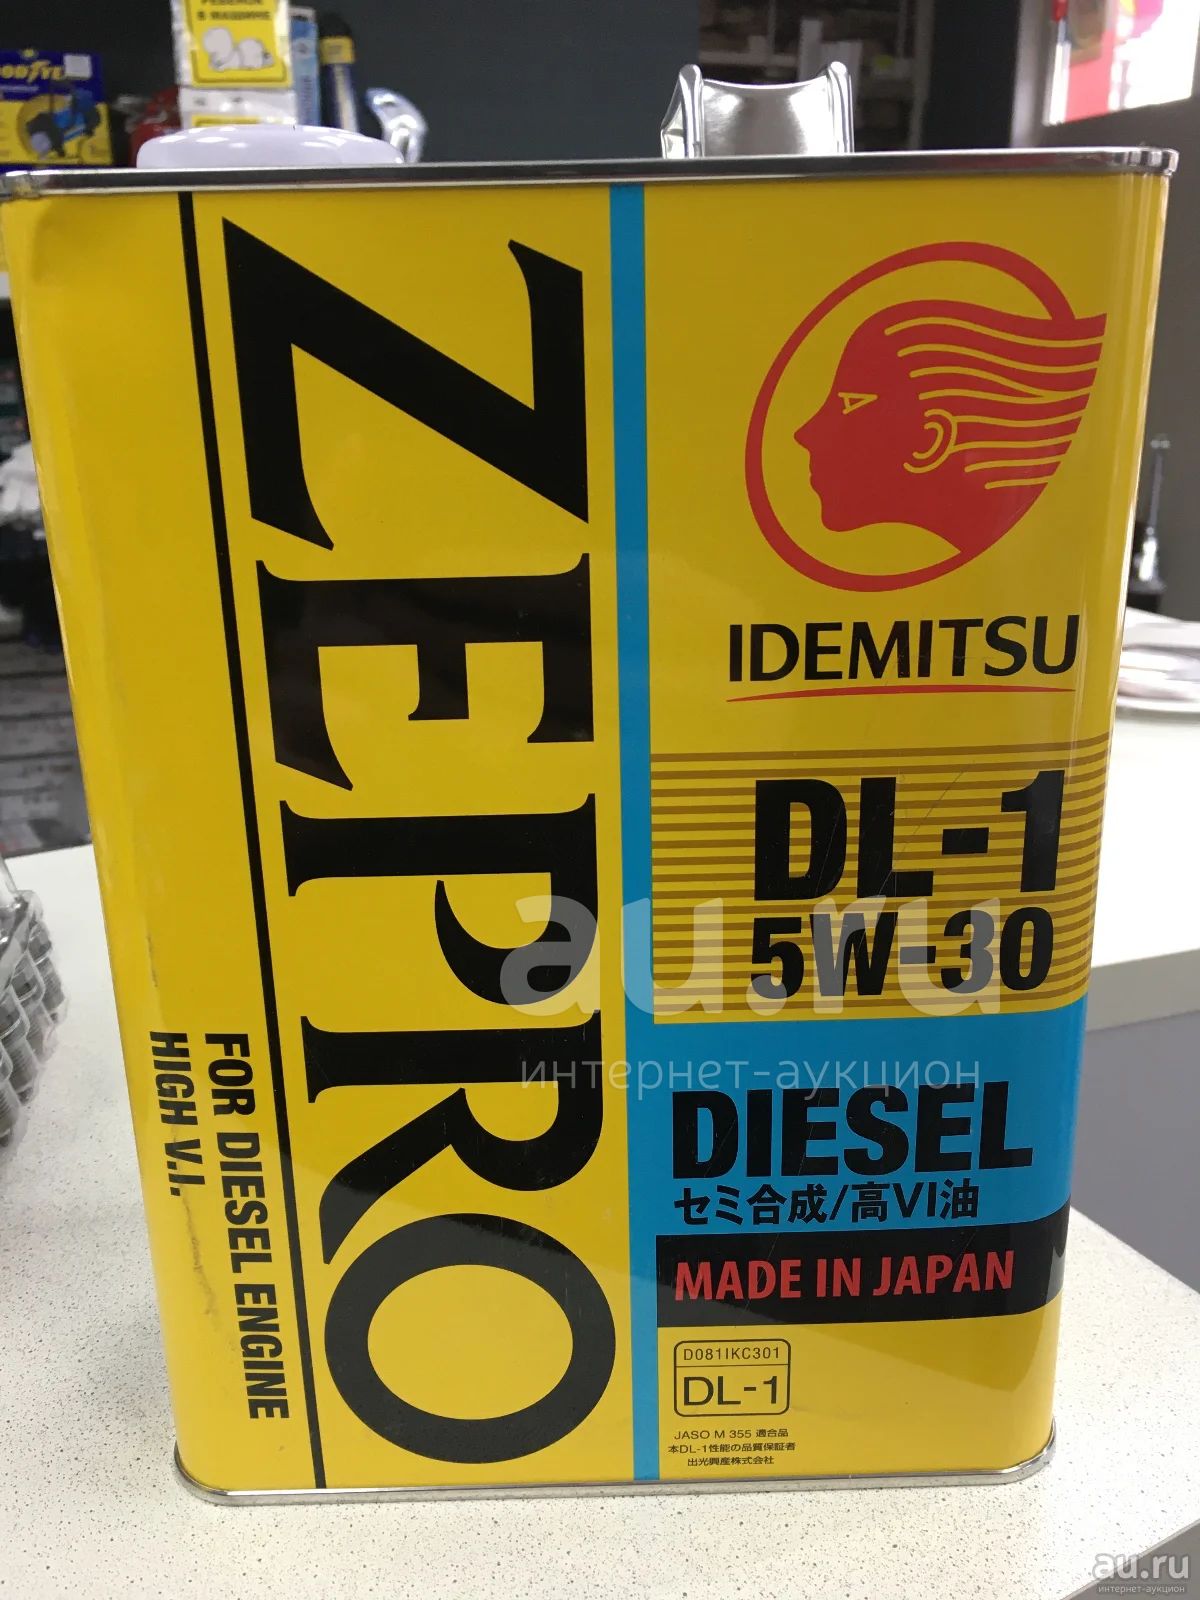 РЕБЕНОК
В МАШИНЕ
ZEPRO
FOR DIESEL ENGINE
HIGH V.I.
IDEMITSU
DL-1
5W-30
DIESEL
セミ合成/高VI油
MADE IN JAPAN
D081IKC301
DL-1
JASO M 355 適合品
本DL-1性能の品質保証者
出光興産株式会社
au.ru
интернет-аукцион
au.ru
интернет-аукцион